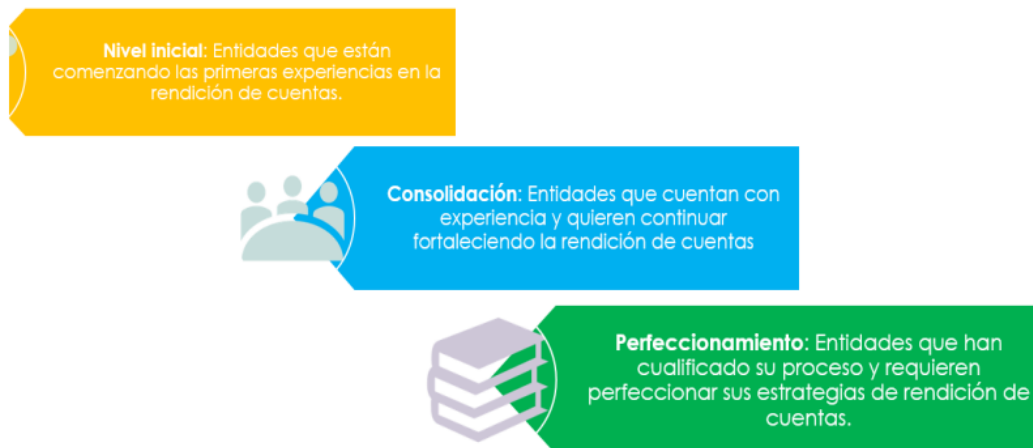 Nivel inicial: Entidades que están
comenzando las primeras experiencias en la
rendición de cuentas.
Consolidación: Entidades que cuentan con
experiencia y quieren continuar
fortaleciendo la rendición de cuentas
Perfeccionamiento: Entidades que han
cualificado su proceso y requieren
perfeccionar sus estrategias de rendición de
cuentas.